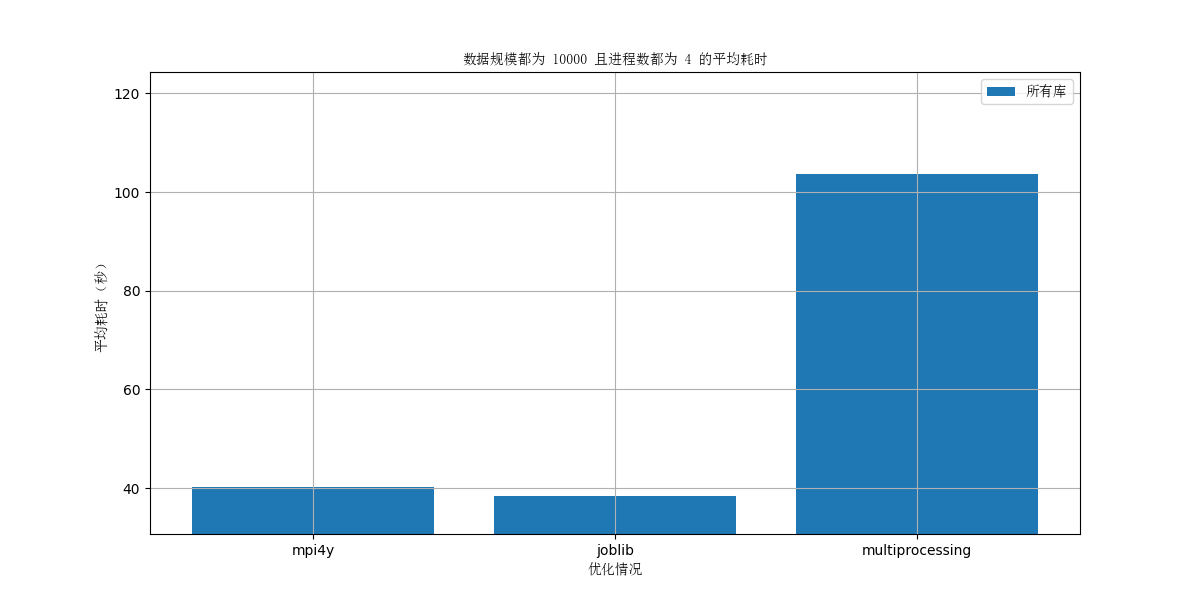 数据规模都为 10000 且进程数都为 4 的平均耗时
所有库
120
100
80
60
40
平均耗时（秒）
mpi4y
joblib
multiprocessing
优化情况